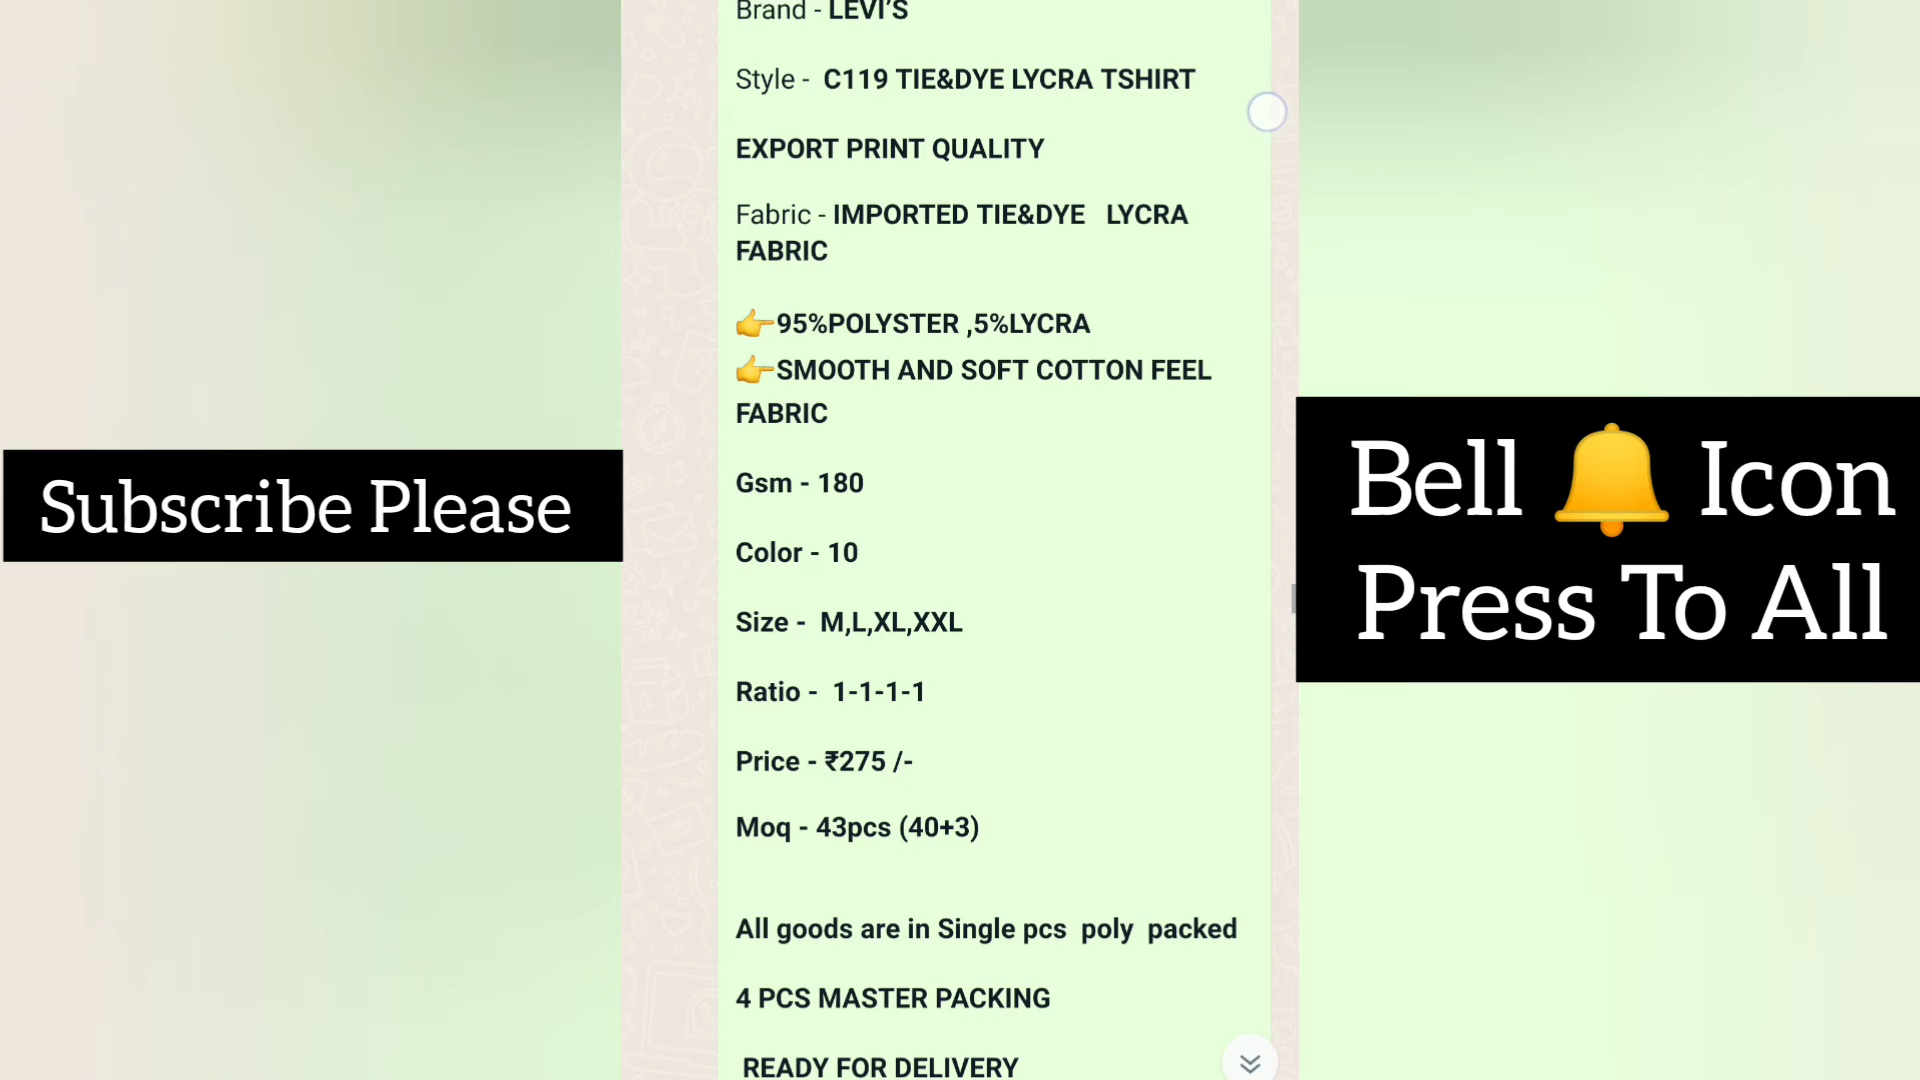 Brand - LEVI’S
Style -  C119 TIE&DYE LYCRA TSHIRT
EXPORT PRINT QUALITY
Fabric - IMPORTED TIE&DYE   LYCRA
FABRIC
👉95%POLYSTER ,5%LYCRA
👉SMOOTH AND SOFT COTTON FEEL
FABRIC
Gsm - 180
Color - 10
Size -  M,L,XL,XXL
Ratio -  1-1-1-1
Price - ₹275 /-
Moq - 43pcs (40+3)
All goods are in Single pcs  poly  packed
4 PCS MASTER PACKING
READY FOR DELIVERY
Subscribe Please
Bell 🔔 Icon
Press To All